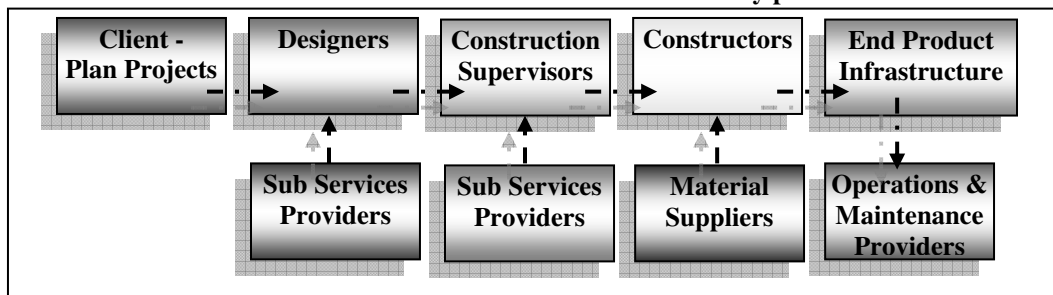 Client -
Plan Projects
Designers
Construction
Supervisors
Constructors
End Product
Infrastructure
Sub Services
Providers
Sub Services
Providers
Material
Suppliers
Operations &
Maintenance
Providers